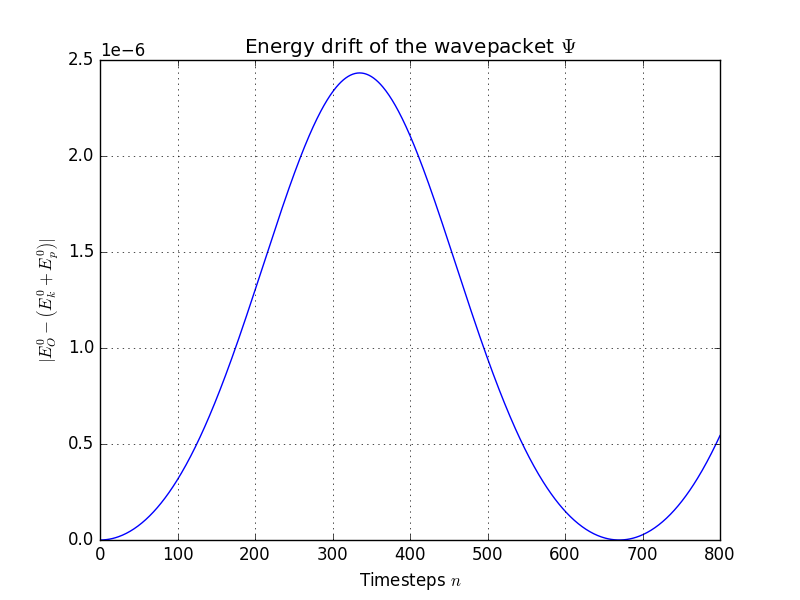 Energy drift of the wavepacket Ψ
1e−6
2.5
2.0
1.5
1.0
0.5
0.0
|E_O^0 − (E_k^0 + E_p^0)|
0 100 200 300 400 500 600 700 800
Timesteps n